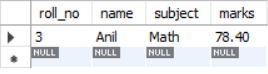 roll_no name subject marks
3 Anil Math 78.40
NULL NULL NULL NULL